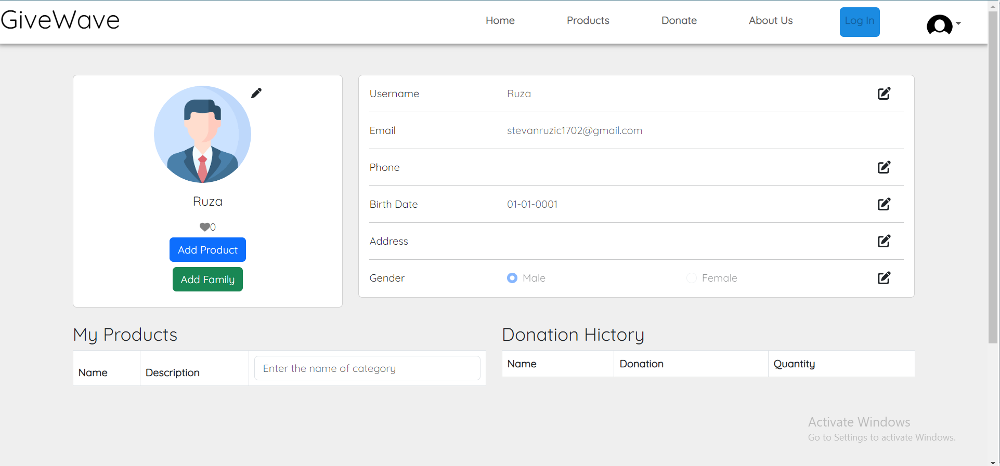 GiveWave
Home Products Donate About Us Log In
Ruza
0
Add Product
Add Family
Username Ruza
Email stevanruzic1702@gmail.com
Phone
Birth Date 01-01-0001
Address
Gender Male Female
My Products
Name Description Enter the name of category
Donation Hictory
Name Donation Quantity
Activate Windows
Go to Settings to activate Windows.